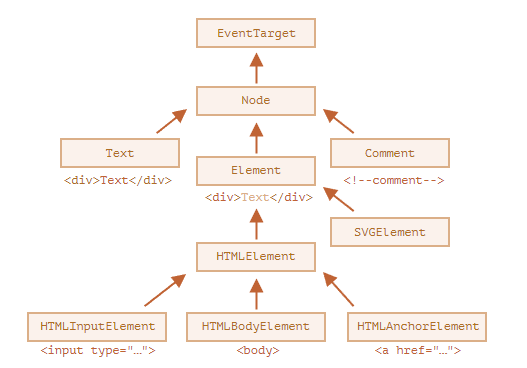 EventTarget
Node
Text
Element
Comment
<div>Text</div>
<div>Text</div>
<!--comment-->
SVGElement
HTMLElement
HTMLInputElement
HTMLBodyElement
HTMLAnchorElement
<input type="…">
<body>
<a href="…">